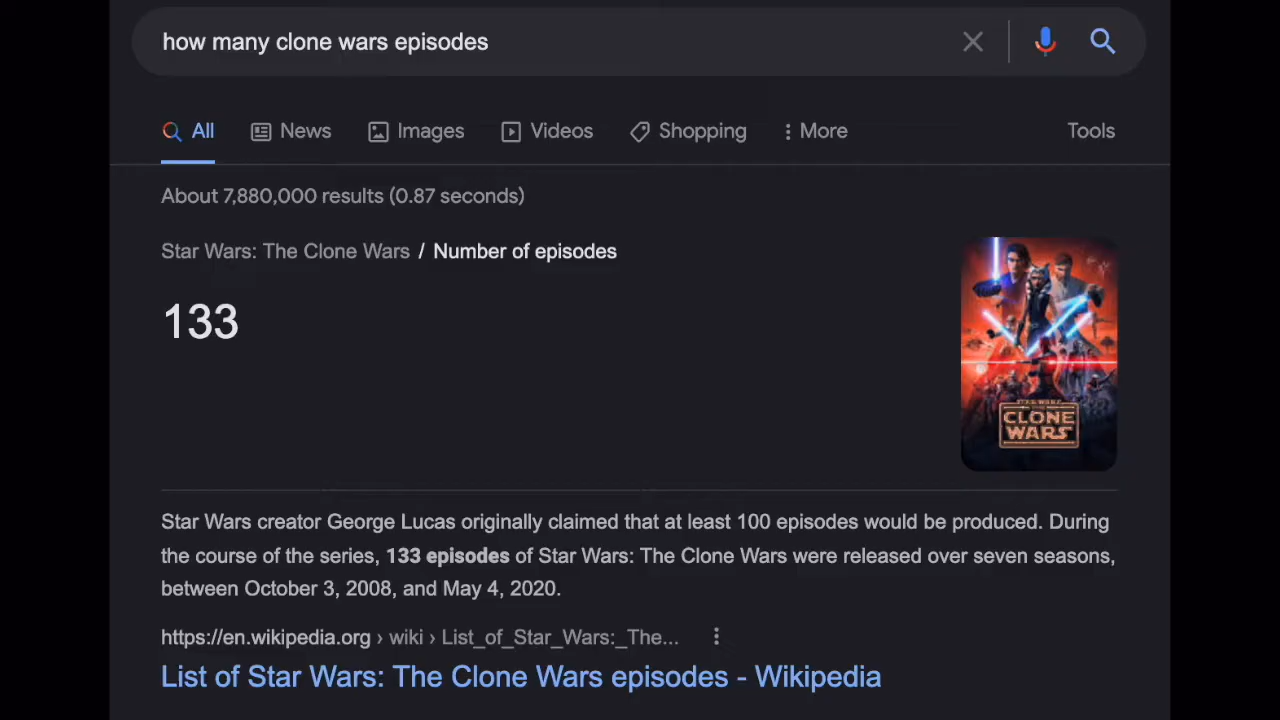 how many clone wars episodes
All News Images Videos Shopping More Tools
About 7,880,000 results (0.87 seconds)
Star Wars: The Clone Wars / Number of episodes
133
STAR WARS
THE
CLONE
WARS
Star Wars creator George Lucas originally claimed that at least 100 episodes would be produced. During
the course of the series, 133 episodes of Star Wars: The Clone Wars were released over seven seasons,
between October 3, 2008, and May 4, 2020.
https://en.wikipedia.org › wiki › List_of_Star_Wars:_The...
List of Star Wars: The Clone Wars episodes - Wikipedia